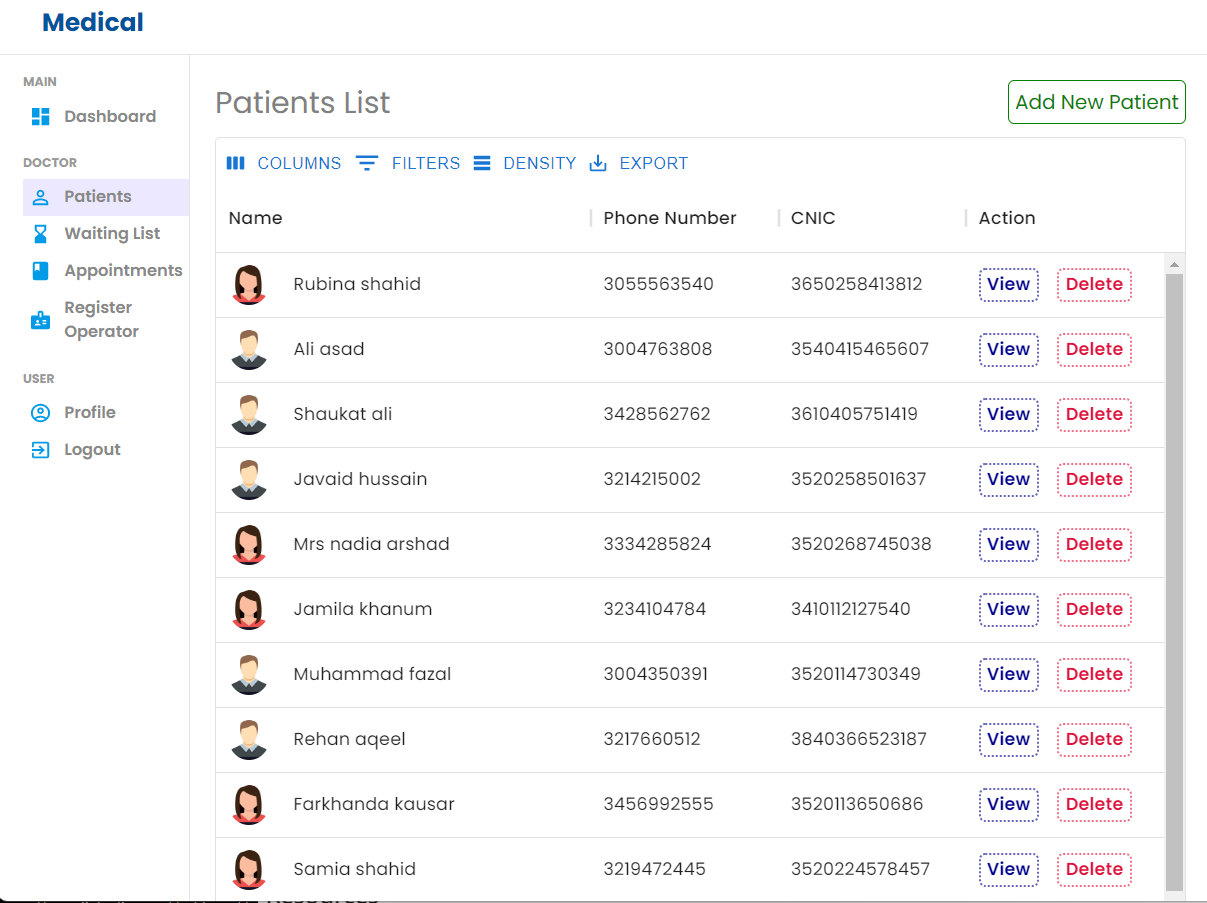 Medical
MAIN
Dashboard
DOCTOR
Patients
Waiting List
Appointments
Register
Operator
USER
Profile
Logout
Patients List
Add New Patient
COLUMNS FILTERS DENSITY EXPORT
Name Phone Number CNIC Action
Rubina shahid 3055563540 3650258413812 View Delete
Ali asad 3004763808 3540415465607 View Delete
Shaukat ali 3428562762 3610405751419 View Delete
Javaid hussain 3214215002 3520258501637 View Delete
Mrs nadia arshad 3334285824 3520268745038 View Delete
Jamila khanum 3234104784 3410112127540 View Delete
Muhammad fazal 3004350391 3520114730349 View Delete
Rehan aqeel 3217660512 3840366523187 View Delete
Farkhanda kausar 3456992555 3520113650686 View Delete
Samia shahid 3219472445 3520224578457 View Delete